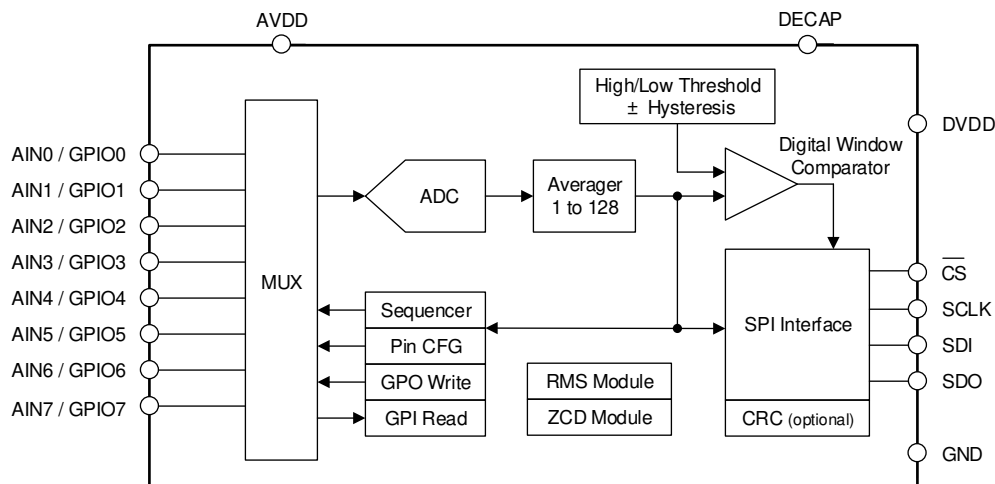 AVDD
DECAP
High/Low Threshold
± Hysteresis
DVDD
Digital Window
Comparator
AIN0 / GPIO0
AIN1 / GPIO1
AIN2 / GPIO2
AIN3 / GPIO3
AIN4 / GPIO4
AIN5 / GPIO5
AIN6 / GPIO6
AIN7 / GPIO7
MUX
ADC
Averager
1 to 128
Sequencer
Pin CFG
GPO Write
GPI Read
RMS Module
ZCD Module
SPI Interface
CRC (optional)
C̅S̅
SCLK
SDI
SDO
GND